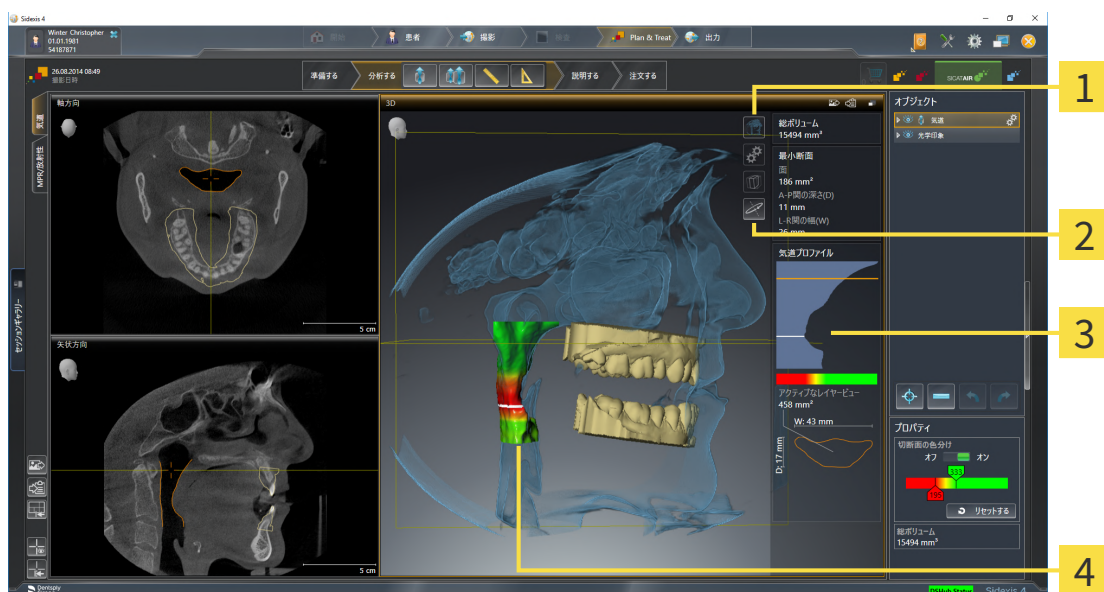 Sidexis 4
Winter Christopher
01.01.1981
54187871
患者
撮影
Plan & Treat
出力
26.08.2014 08:49
撮影日時
準備する
分析する
説明する
注文する
SICATAIR
1
気道
MPR/放射性
セッションギャラリー
軸方向
5 cm
矢状方向
5 cm
3D
総ボリューム
15494 mm³
最小断面
面
186 mm²
A-P間の深さ(D)
11 mm
L-R間の幅(W)
26 mm
2
気道プロファイル
3
アクティブなレイヤービュー
458 mm²
W: 43 mm
D: 17 mm
オブジェクト
気道
光学印象
プロパティ
切断面の色分け
オフ
オン
333
195
リセットする
総ボリューム
15494 mm³
4
Dentsply
DSHub Status
Sidexis 4